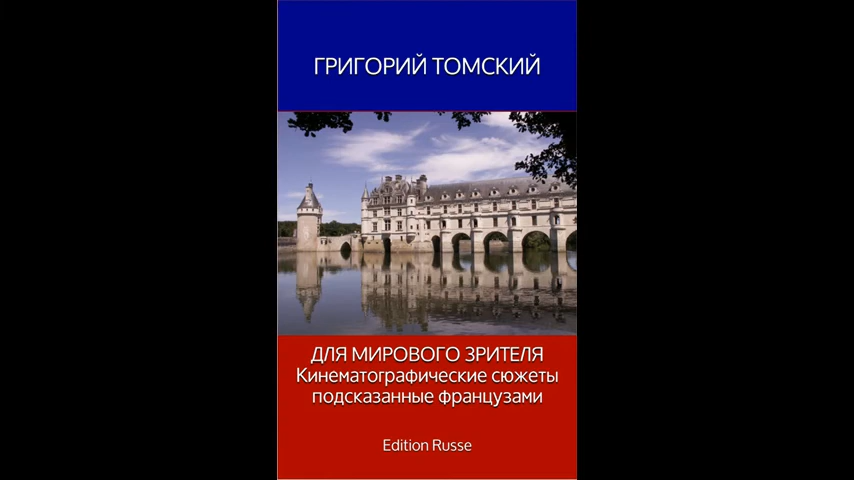 ГРИГОРИЙ ТОМСКИЙ
ДЛЯ МИРОВОГО ЗРИТЕЛЯ
Кинематографические сюжеты
подсказанные французами
Edition Russe